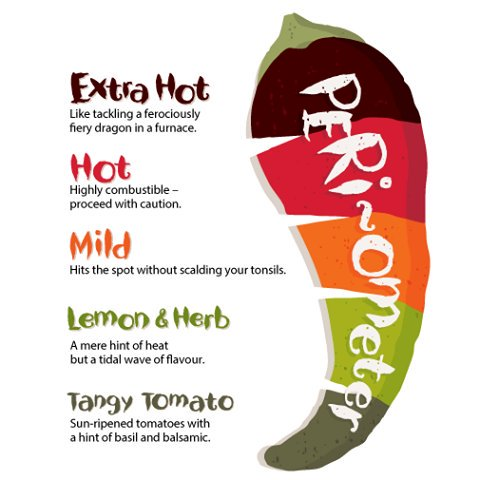 Extra Hot
Like tackling a ferociously
fiery dragon in a furnace.
Hot
Highly combustible –
proceed with caution.
Mild
Hits the spot without scalding your tonsils.
Lemon & Herb
A mere hint of heat
but a tidal wave of flavour.
Tangy Tomato
Sun-ripened tomatoes with
a hint of basil and balsamic.
PERi~ometer